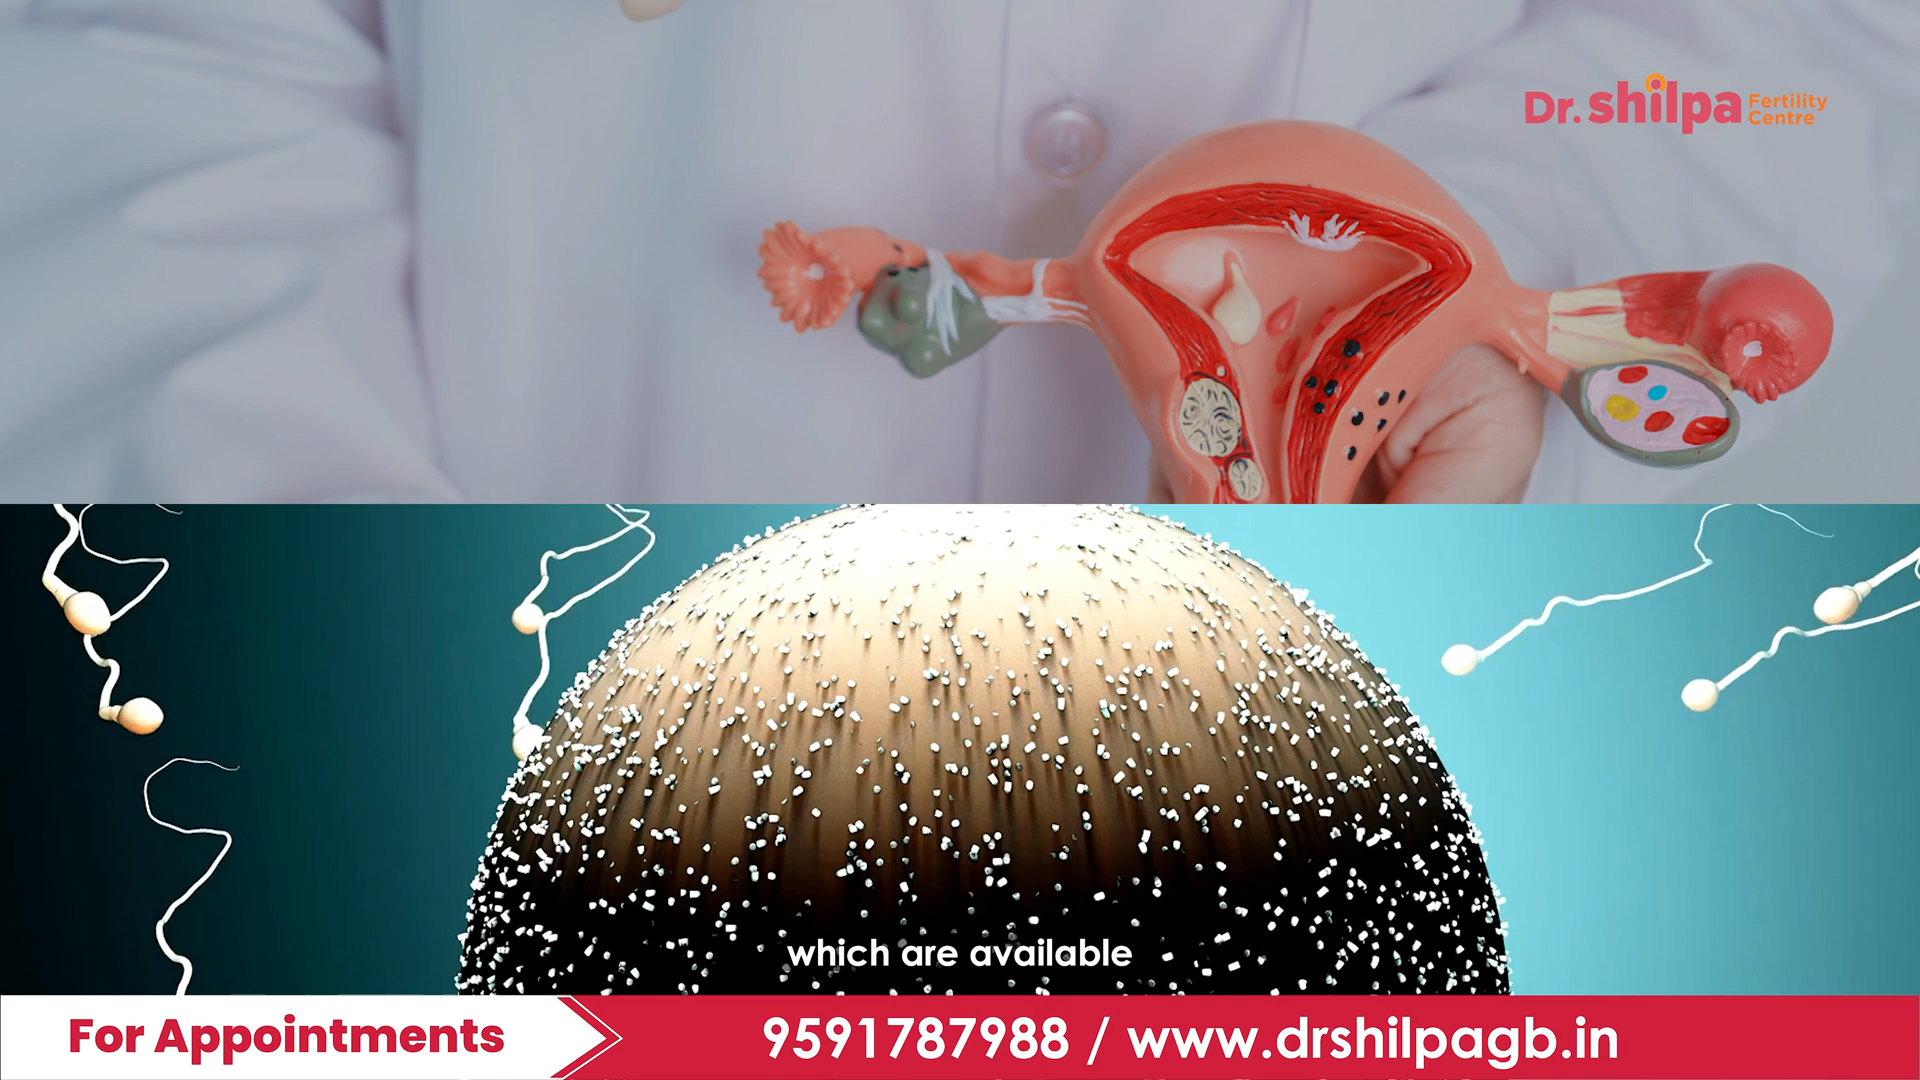 Dr. shilpa Fertility Centre
which are available
For Appointments
9591787988 / www.drshilpagb.in